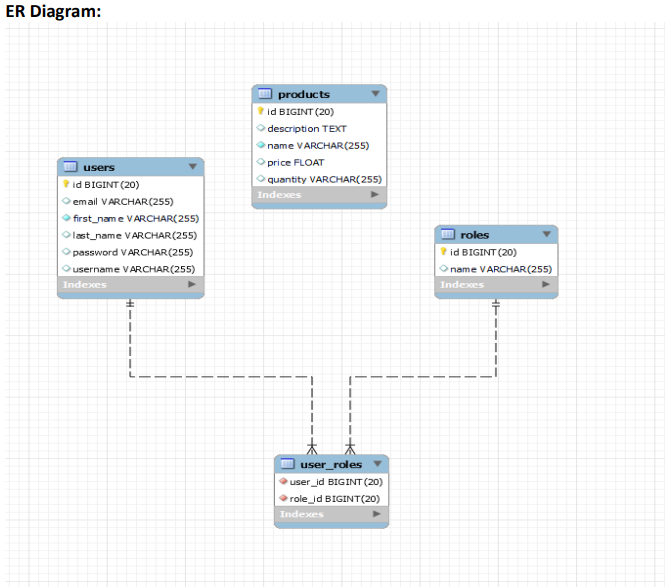 ER Diagram:
products
id BIGINT(20)
description TEXT
name VARCHAR(255)
price FLOAT
quantity VARCHAR(255)
Indexes
users
id BIGINT(20)
email VARCHAR(255)
first_name VARCHAR(255)
last_name VARCHAR(255)
password VARCHAR(255)
username VARCHAR(255)
Indexes
roles
id BIGINT(20)
name VARCHAR(255)
Indexes
user_roles
user_id BIGINT(20)
role_id BIGINT(20)
Indexes